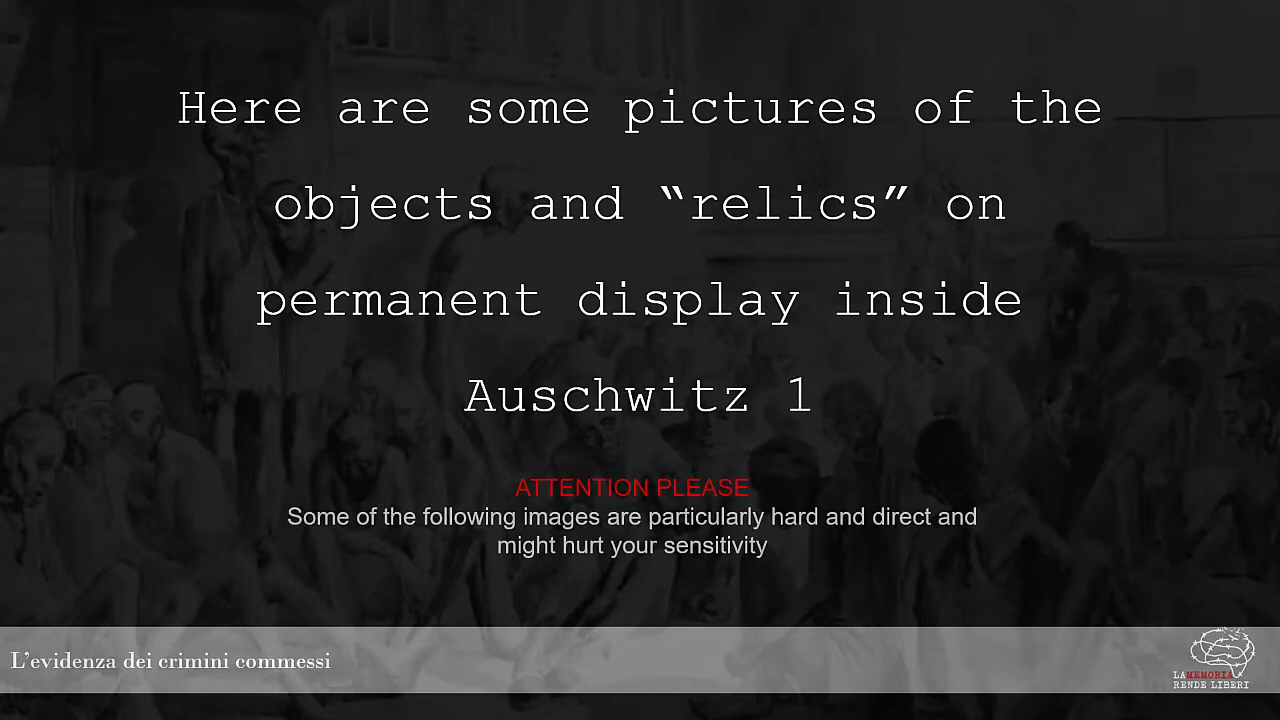 Here are some pictures of the
objects and “relics” on
permanent display inside
Auschwitz 1
ATTENTION PLEASE
Some of the following images are particularly hard and direct and
might hurt your sensitivity
L’evidenza dei crimini commessi
LAMEMORIA
RENDE LIBERI